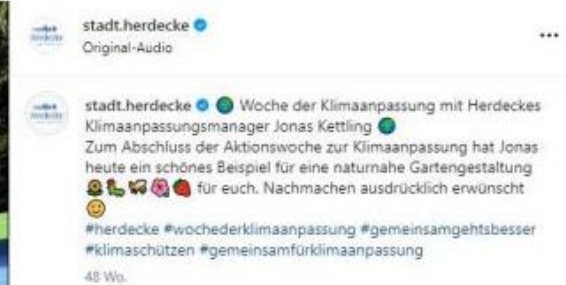 stadt.herdecke
Original-Audio
stadt.herdecke 🌍 Woche der Klimaanpassung mit Herdeckes
Klimaanpassungsmanager Jonas Kettling 🌍
Zum Abschluss der Aktionswoche zur Klimaanpassung hat Jonas
heute ein schönes Beispiel für eine naturnahe Gartengestaltung
🌻🐛🦋🌺🍓 für euch. Nachmachen ausdrücklich erwünscht
🙂
#herdecke #wochederklimaanpassung #gemeinsamgehtsbesser
#klimaschützen #gemeinsamfürklimaanpassung
48 Wo.